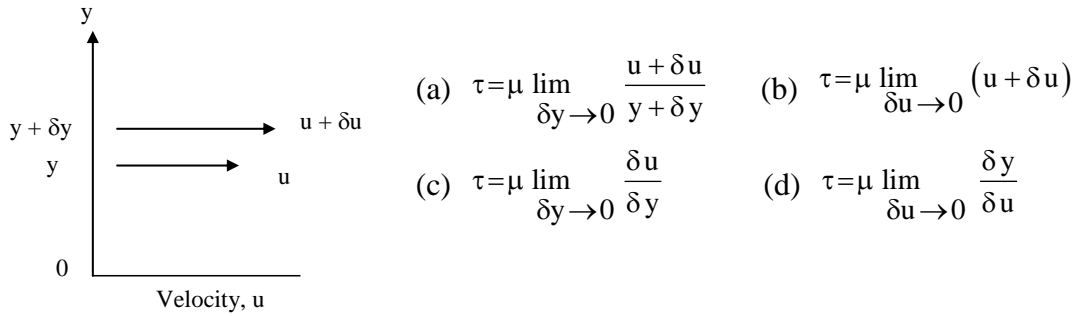 y
y + δy
u + δu
y
u
0
Velocity, u
(a) τ=μ lim δy→0 (u + δu)/(y + δy)
(b) τ=μ lim δu→0 (u + δu)
(c) τ=μ lim δy→0 δu/δy
(d) τ=μ lim δu→0 δy/δu